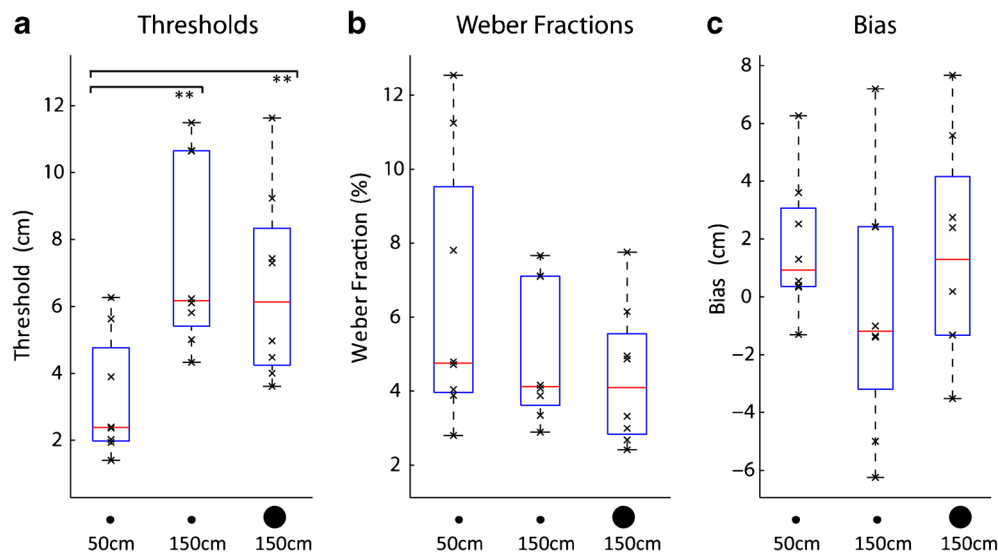 a Thresholds
Threshold (cm)
12
10
8
6
4
2
**
**
50cm 150cm 150cm
b Weber Fractions
Weber Fraction (%)
12
10
8
6
4
2
50cm 150cm 150cm
c Bias
Bias (cm)
8
6
4
2
0
−2
−4
−6
50cm 150cm 150cm